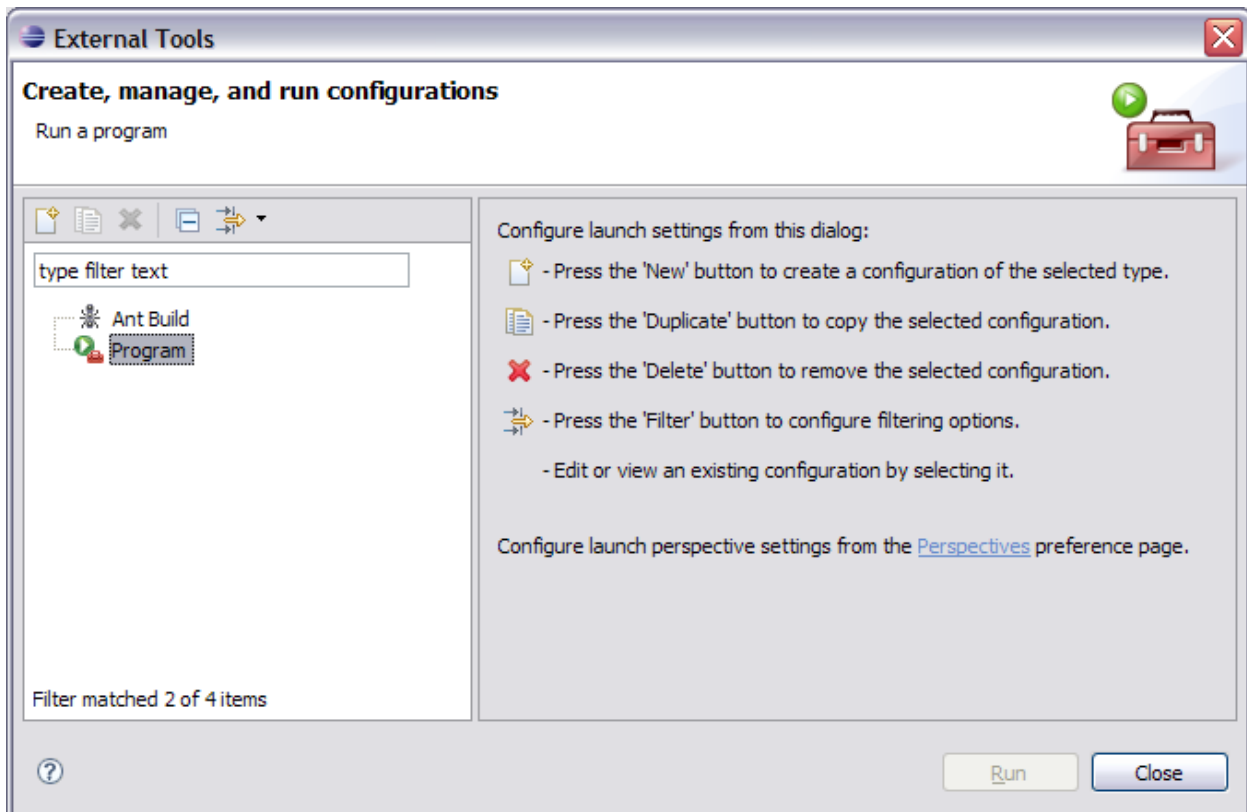 External Tools
Create, manage, and run configurations
Run a program
type filter text
Ant Build
Program
Filter matched 2 of 4 items
Configure launch settings from this dialog:
- Press the 'New' button to create a configuration of the selected type.
- Press the 'Duplicate' button to copy the selected configuration.
- Press the 'Delete' button to remove the selected configuration.
- Press the 'Filter' button to configure filtering options.
- Edit or view an existing configuration by selecting it.
Configure launch perspective settings from the Perspectives preference page.
?
Run
Close